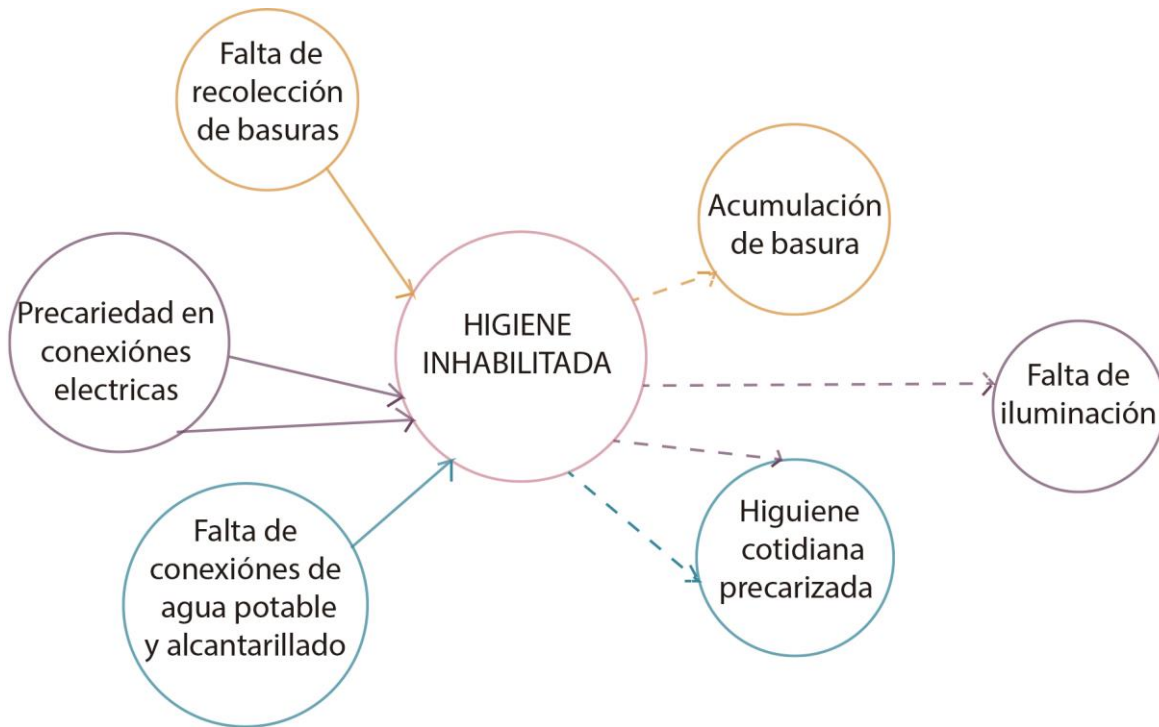 Falta de
recolección
de basuras
Acumulación
de basura
Precariedad en
conexiónes
electricas
HIGIENE
INHABILITADA
Falta de
iluminación
Falta de
conexiónes de
agua potable
y alcantarillado
Higuiene
cotidiana
precarizada